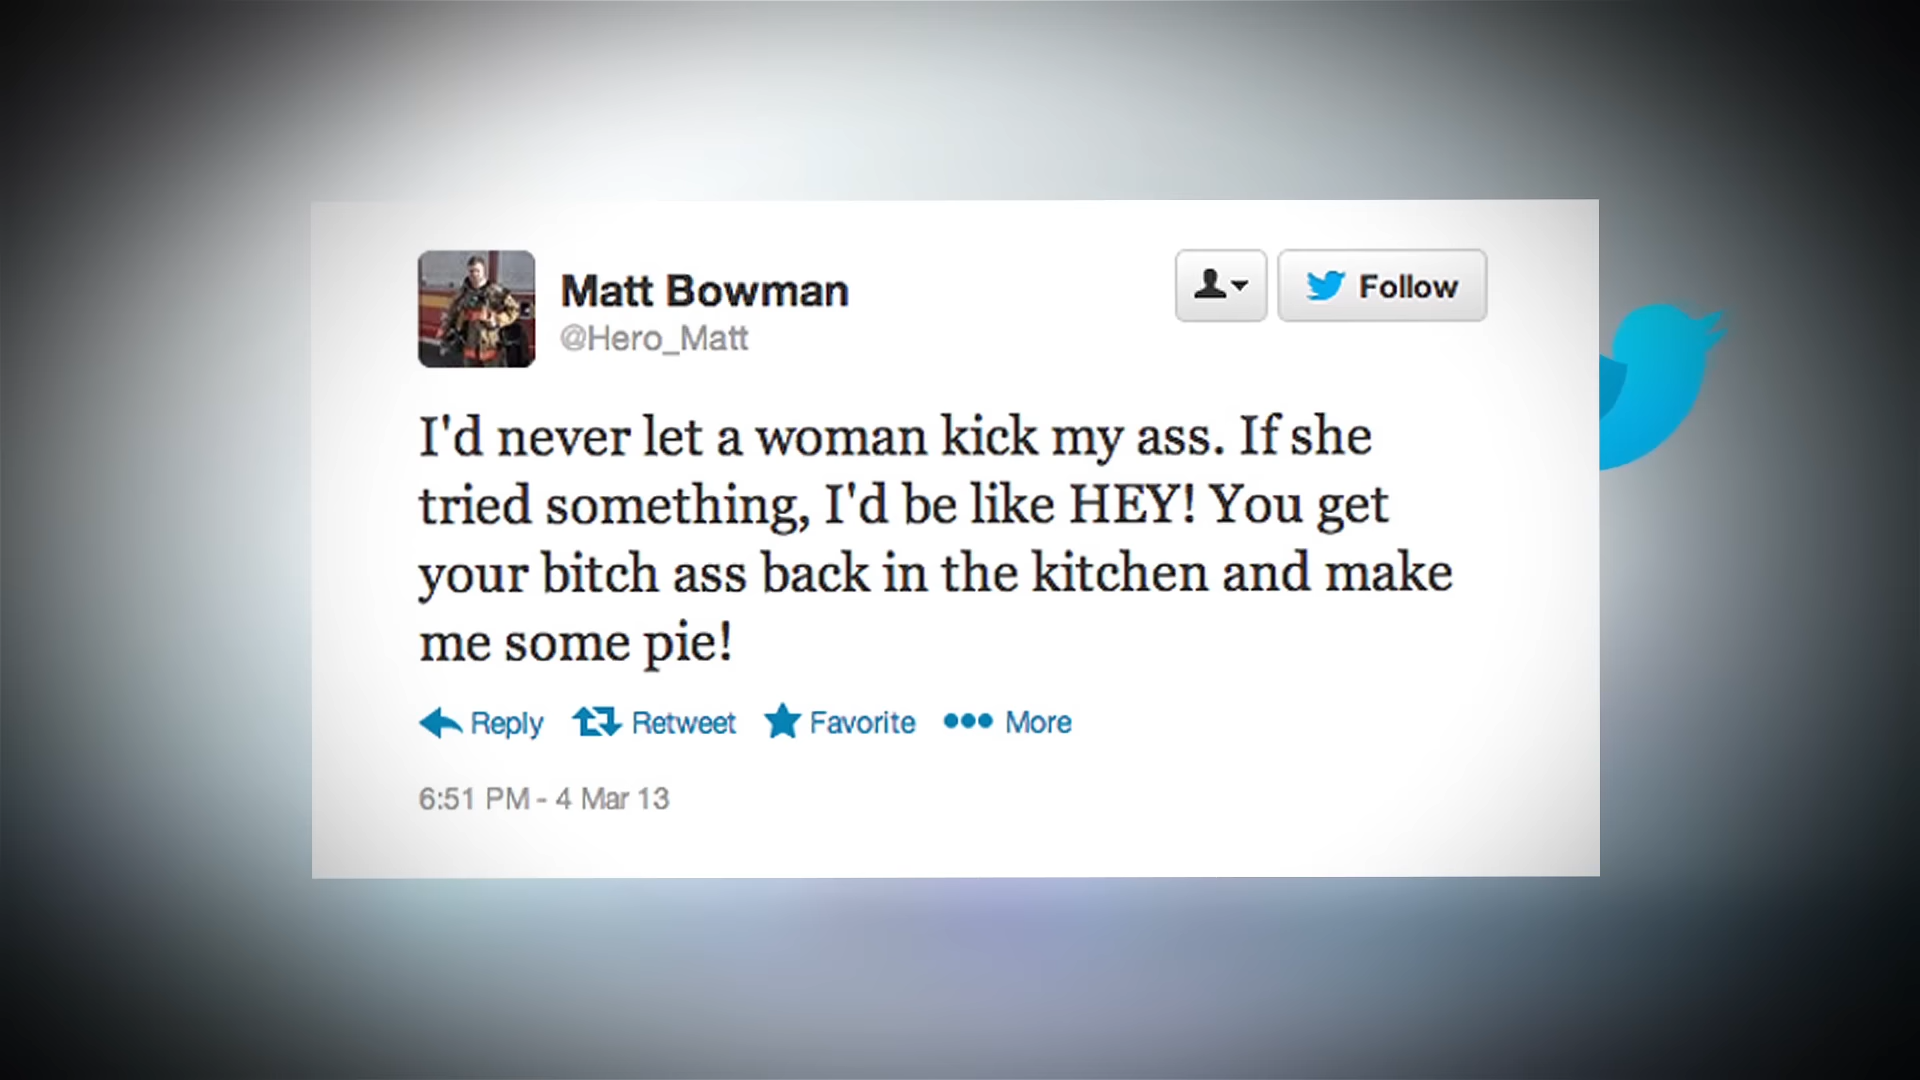 Matt Bowman
@Hero_Matt
Follow
I'd never let a woman kick my ass. If she
tried something, I'd be like HEY! You get
your bitch ass back in the kitchen and make
me some pie!
Reply Retweet Favorite More
6:51 PM - 4 Mar 13